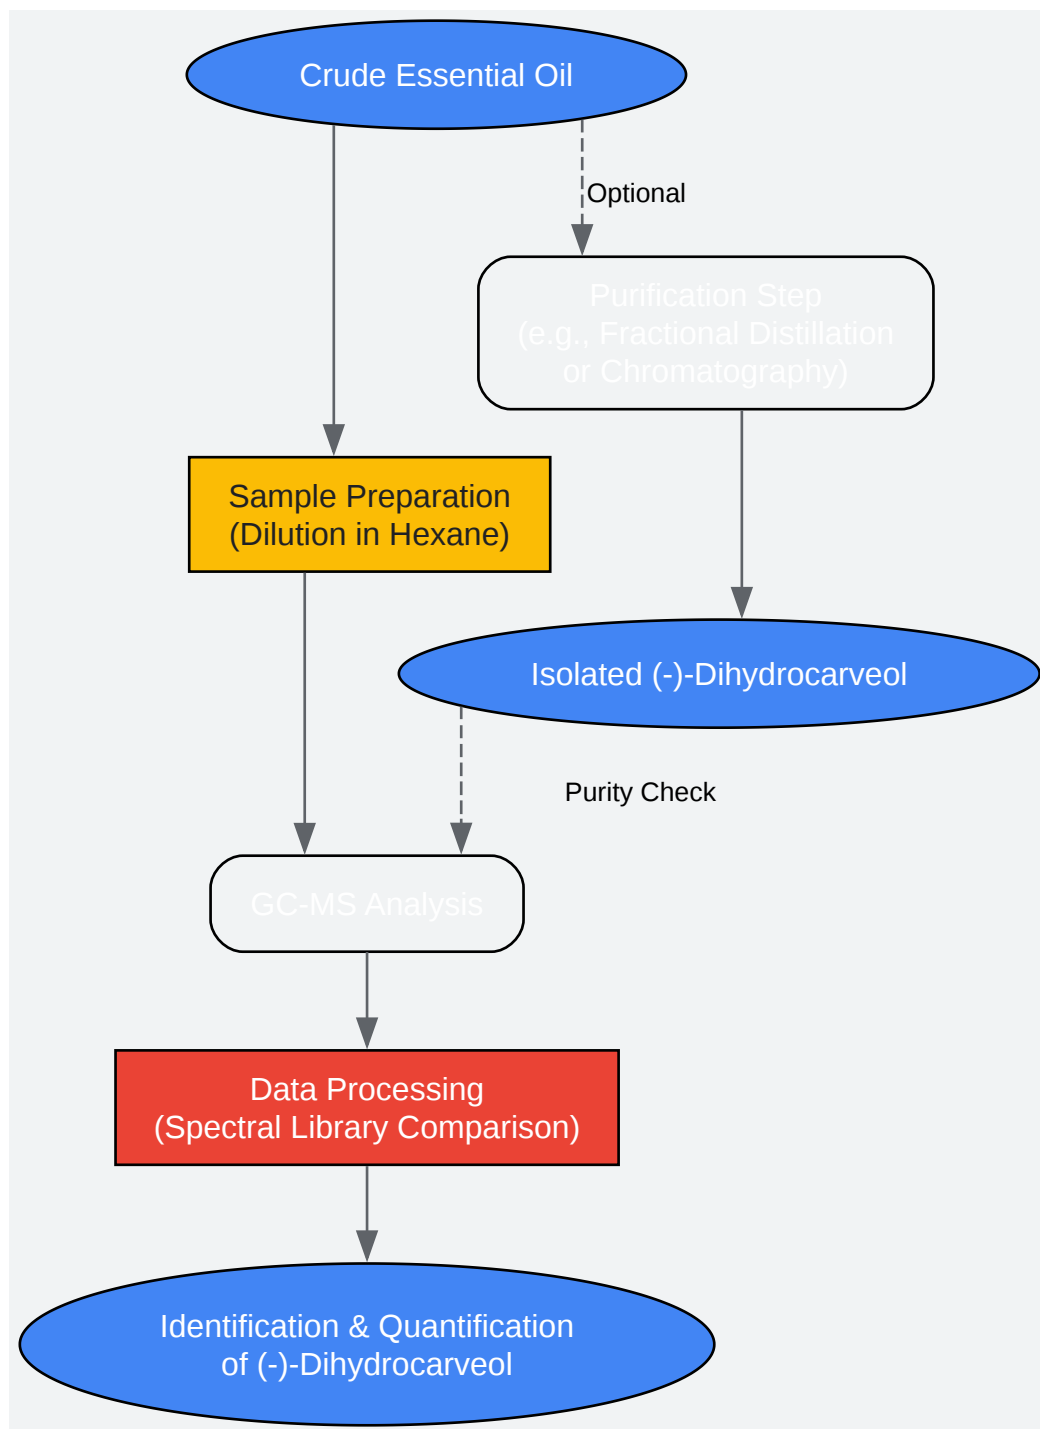 Crude Essential Oil
Optional
Purification Step
(e.g., Fractional Distillation
or Chromatography)
Sample Preparation
(Dilution in Hexane)
Isolated (-)-Dihydrocarveol
Purity Check
GC-MS Analysis
Data Processing
(Spectral Library Comparison)
Identification & Quantification
of (-)-Dihydrocarveol